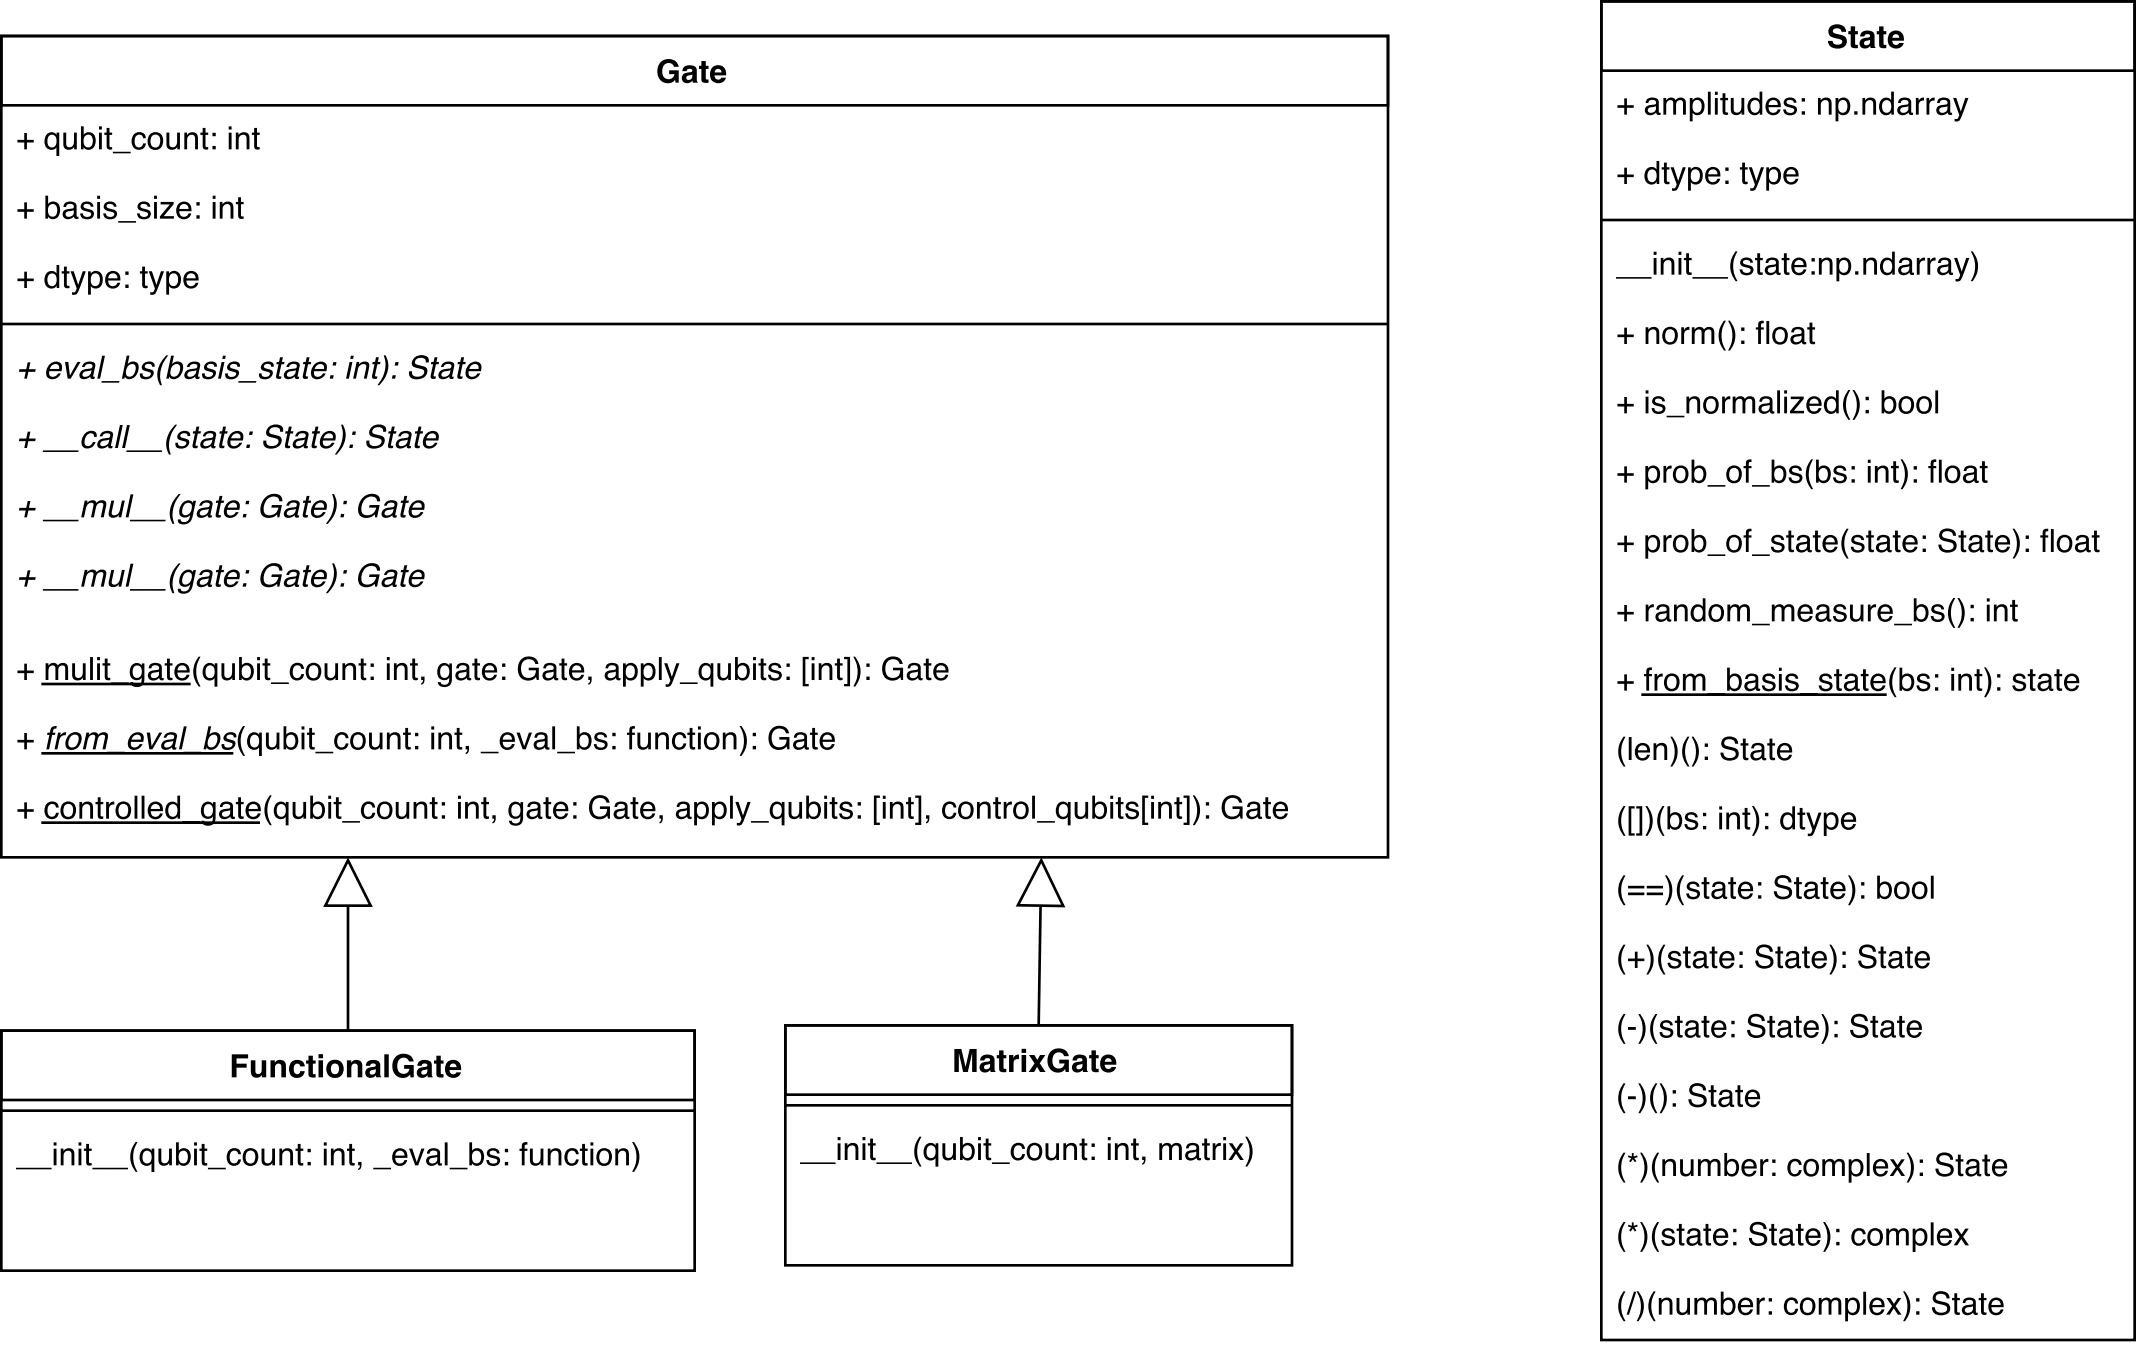 Gate
+ qubit_count: int
+ basis_size: int
+ dtype: type
+ eval_bs(basis_state: int): State
+ __call__(state: State): State
+ __mul__(gate: Gate): Gate
+ __mul__(gate: Gate): Gate
+ mulit_gate(qubit_count: int, gate: Gate, apply_qubits: [int]): Gate
+ from_eval_bs(qubit_count: int, _eval_bs: function): Gate
+ controlled_gate(qubit_count: int, gate: Gate, apply_qubits: [int], control_qubits[int]): Gate
FunctionalGate
__init__(qubit_count: int, _eval_bs: function)
MatrixGate
__init__(qubit_count: int, matrix)
State
+ amplitudes: np.ndarray
+ dtype: type
__init__(state:np.ndarray)
+ norm(): float
+ is_normalized(): bool
+ prob_of_bs(bs: int): float
+ prob_of_state(state: State): float
+ random_measure_bs(): int
+ from_basis_state(bs: int): state
(len)(): State
([])(bs: int): dtype
(==)(state: State): bool
(+)(state: State): State
(-)(state: State): State
(-)(): State
(*)(number: complex): State
(*)(state: State): complex
(/)(number: complex): State